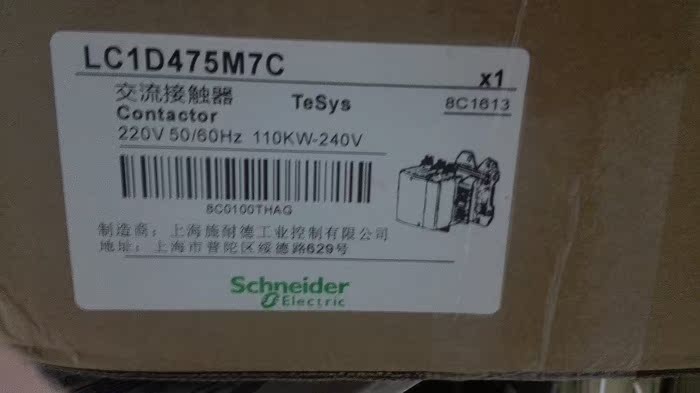 LC1D475M7C
x1
交流接触器 TeSys 8C1613
Contactor
220V 50/60Hz 110KW-240V
8C0100THAG
制造商：上海施耐德工业控制有限公司
地址：上海市普陀区绥德路629号
Schneider
Electric